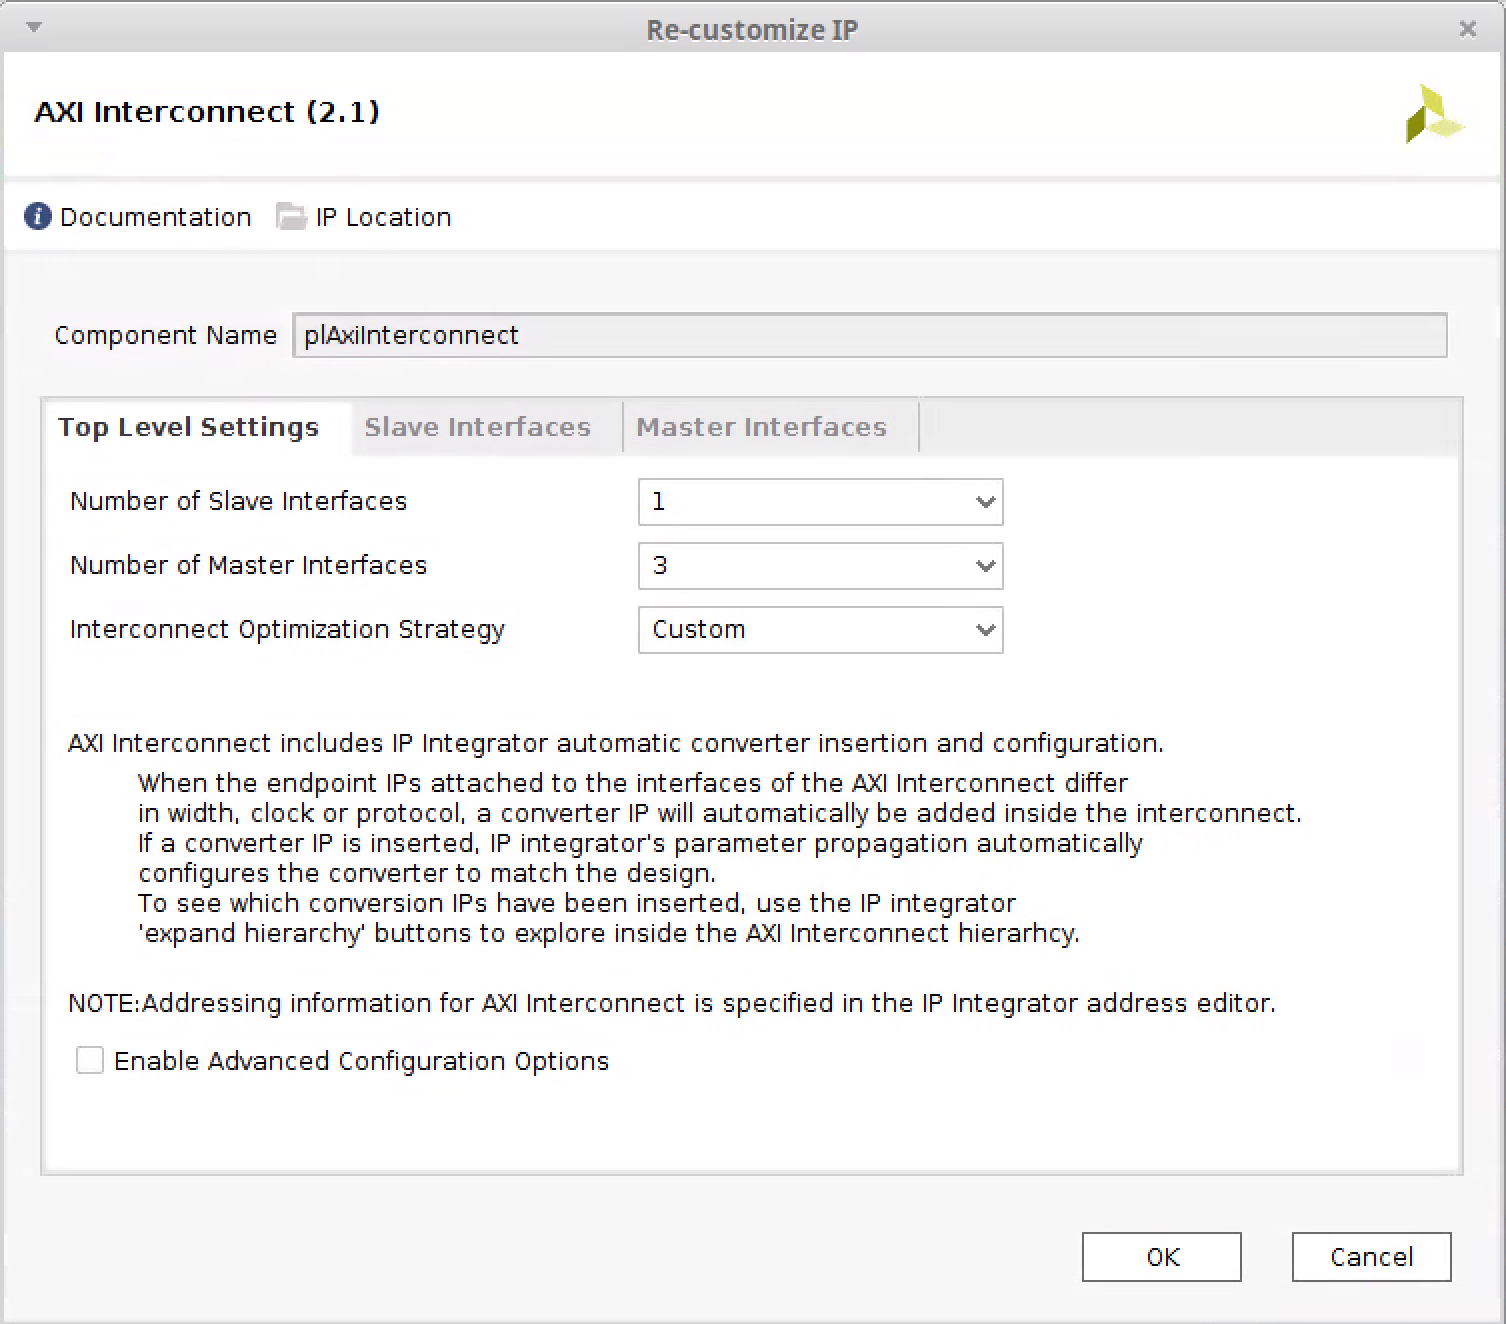 Re-customize IP
AXI Interconnect (2.1)
Documentation IP Location
Component Name plAxiInterconnect
Top Level Settings Slave Interfaces Master Interfaces
Number of Slave Interfaces 1
Number of Master Interfaces 3
Interconnect Optimization Strategy Custom
AXI Interconnect includes IP Integrator automatic converter insertion and configuration.
When the endpoint IPs attached to the interfaces of the AXI Interconnect differ
in width, clock or protocol, a converter IP will automatically be added inside the interconnect.
If a converter IP is inserted, IP integrator's parameter propagation automatically
configures the converter to match the design.
To see which conversion IPs have been inserted, use the IP integrator
'expand hierarchy' buttons to explore inside the AXI Interconnect hierarhcy.
NOTE:Addressing information for AXI Interconnect is specified in the IP Integrator address editor.
Enable Advanced Configuration Options
OK Cancel